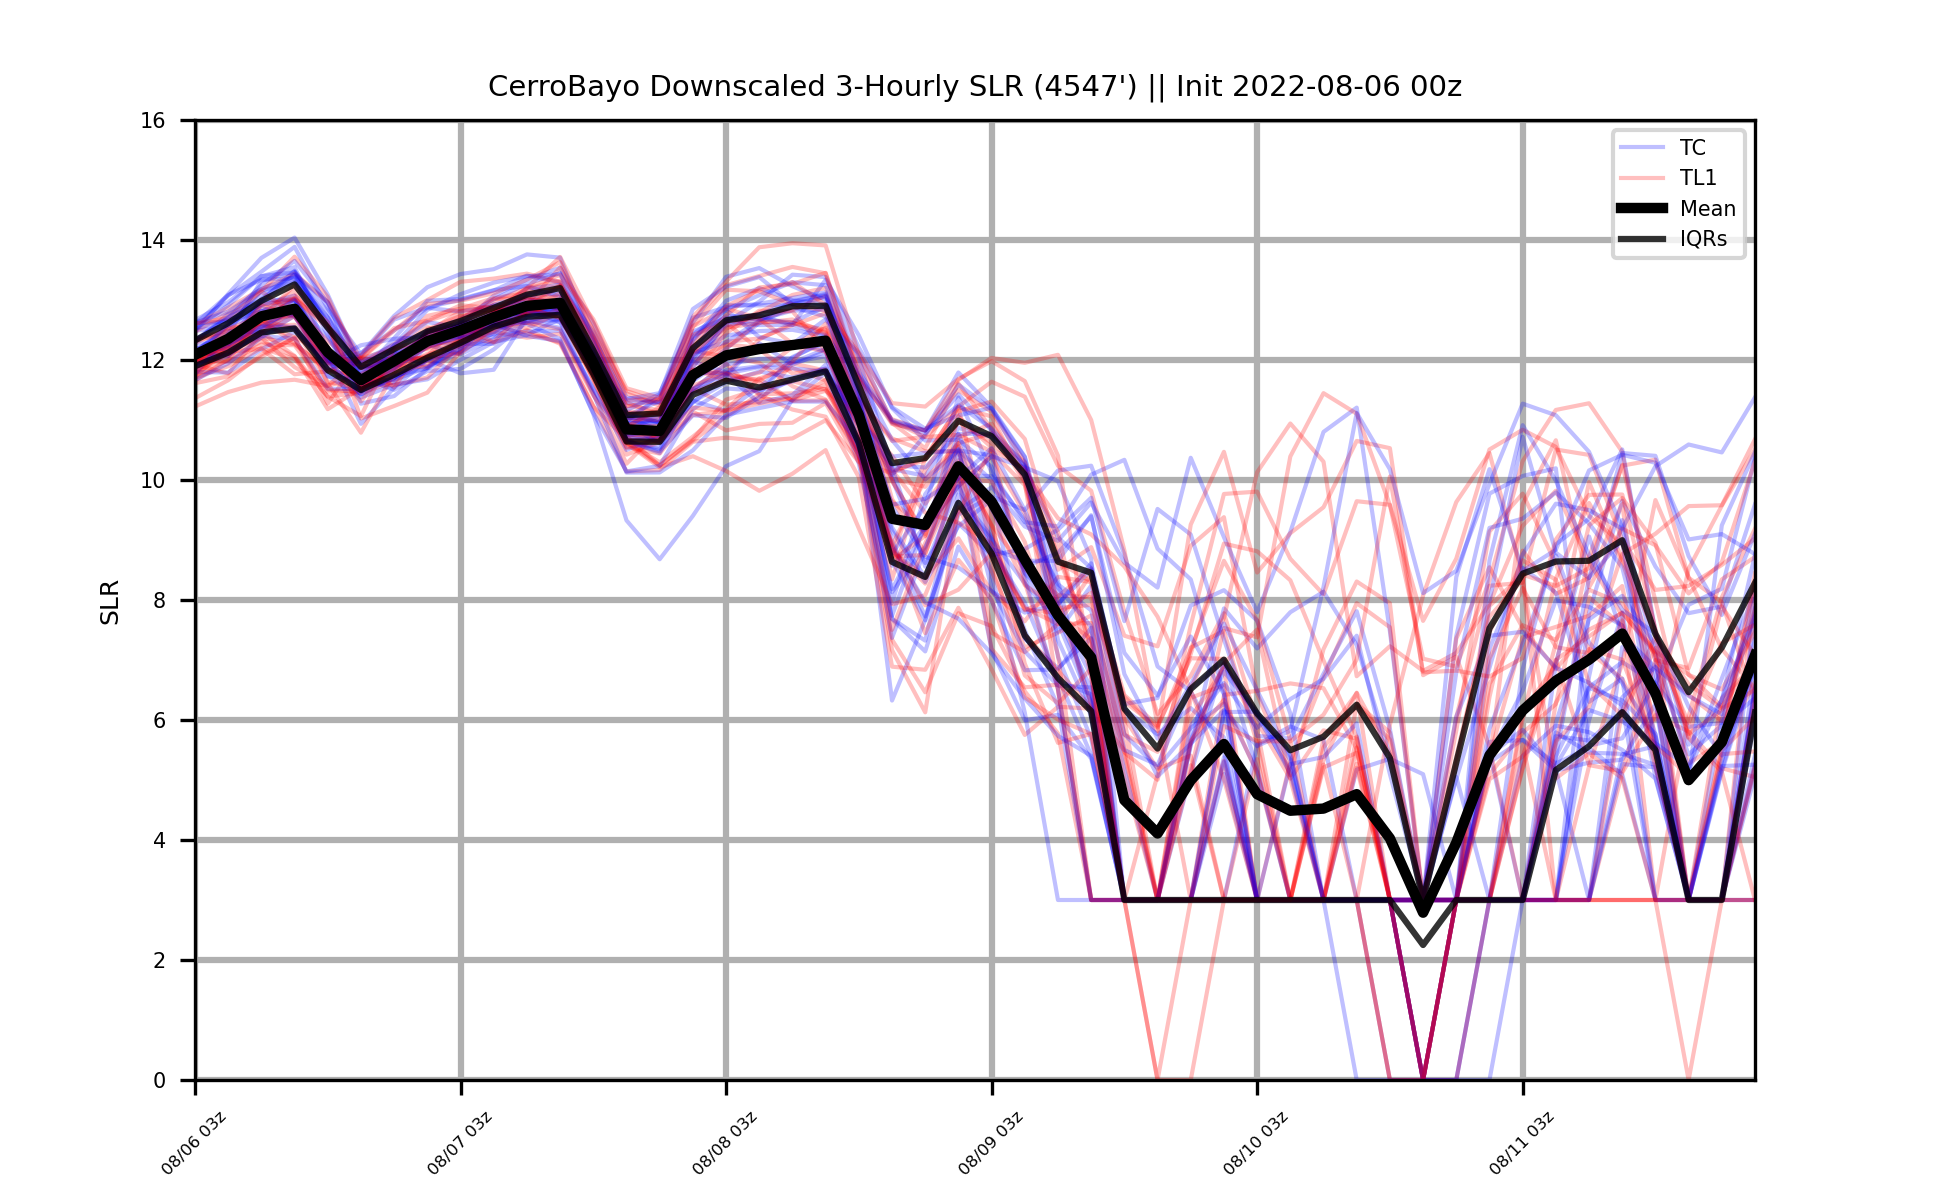 CerroBayo Downscaled 3-Hourly SLR (4547') || Init 2022-08-06 00z
TC
TL1
Mean
IQRs
SLR
16
14
12
10
8
6
4
2
0
08/06 03z
08/07 03z
08/08 03z
08/09 03z
08/10 03z
08/11 03z